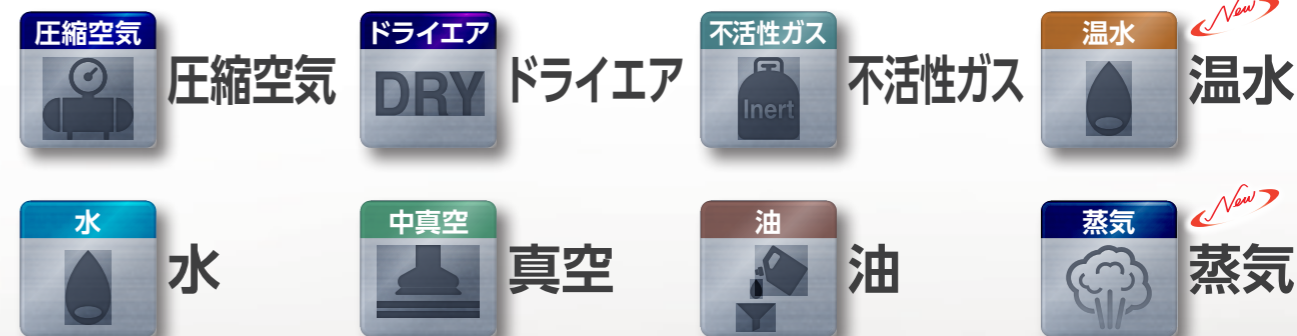 圧縮空気
圧縮空気
ドライエア
DRY
ドライエア
不活性ガス
Inert
不活性ガス
温水
New
温水
水
水
中真空
真空
油
油
蒸気
New
蒸気